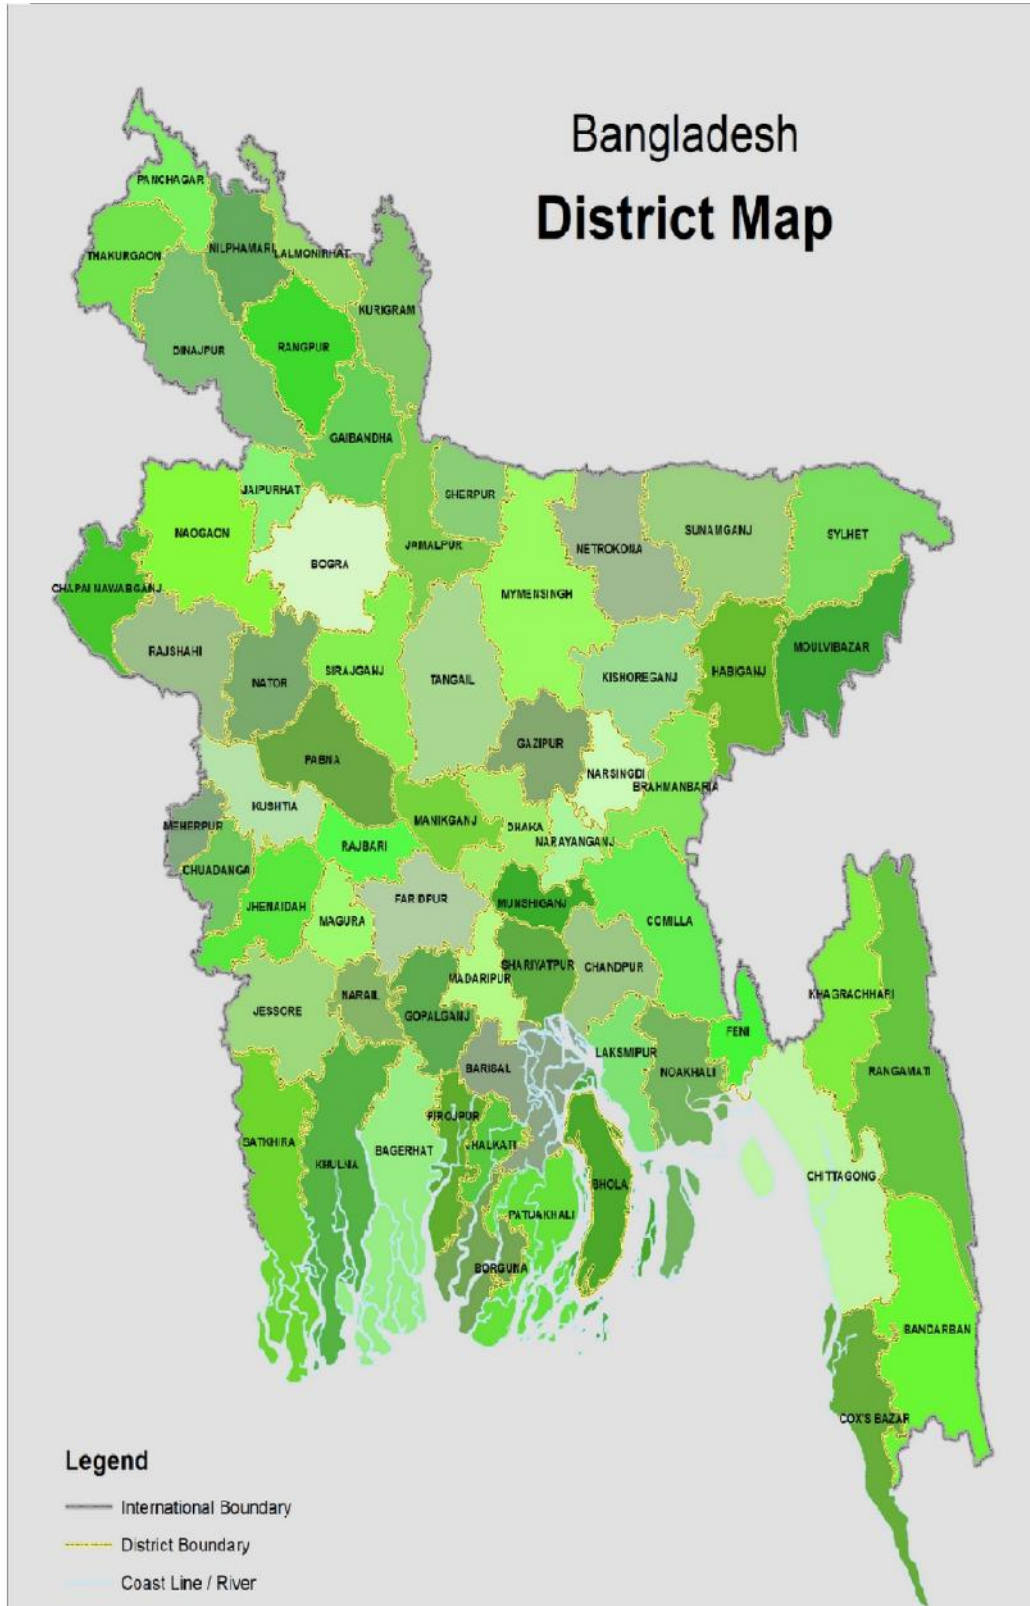 Bangladesh
District Map
PANCHAGAR
THAKURGAON
NILPHAMARI
LALMONIRHAT
KURIGRAM
DINAJPUR
RANGPUR
GAIBANDHA
JAIPURHAT
SHERPUR
NAOGAON
BOGRA
JAMALPUR
NETROKONA
SUNAMGANJ
SYLHET
CHAPAI NAWABGANJ
MYMENSINGH
RAJSHAHI
NATOR
SIRAJGANJ
TANGAIL
KISHOREGANJ
HABIGANJ
MOULVIBAZAR
PABNA
GAZIPUR
NARSINGDI
BRAHMANBARIA
KUSHTIA
MEHERPUR
MANIKGANJ
DHAKA
RAJBARI
NARAYANGANJ
CHUADANGA
JHENAIDAH
MAGURA
FARIDPUR
MUNSHIGANJ
COMILLA
SHARIYATPUR
CHANDPUR
MADARIPUR
JESSORE
NARAIL
GOPALGANJ
KHAGRACHHARI
FENI
LAKSMIPUR
NOAKHALI
RANGAMATI
BARISAL
PIROJPUR
SATKHIRA
KHULNA
BAGERHAT
JHALKATI
BHOLA
CHITTAGONG
PATUAKHALI
BORGUNA
BANDARBAN
COX'S BAZAR
Legend
International Boundary
District Boundary
Coast Line / River